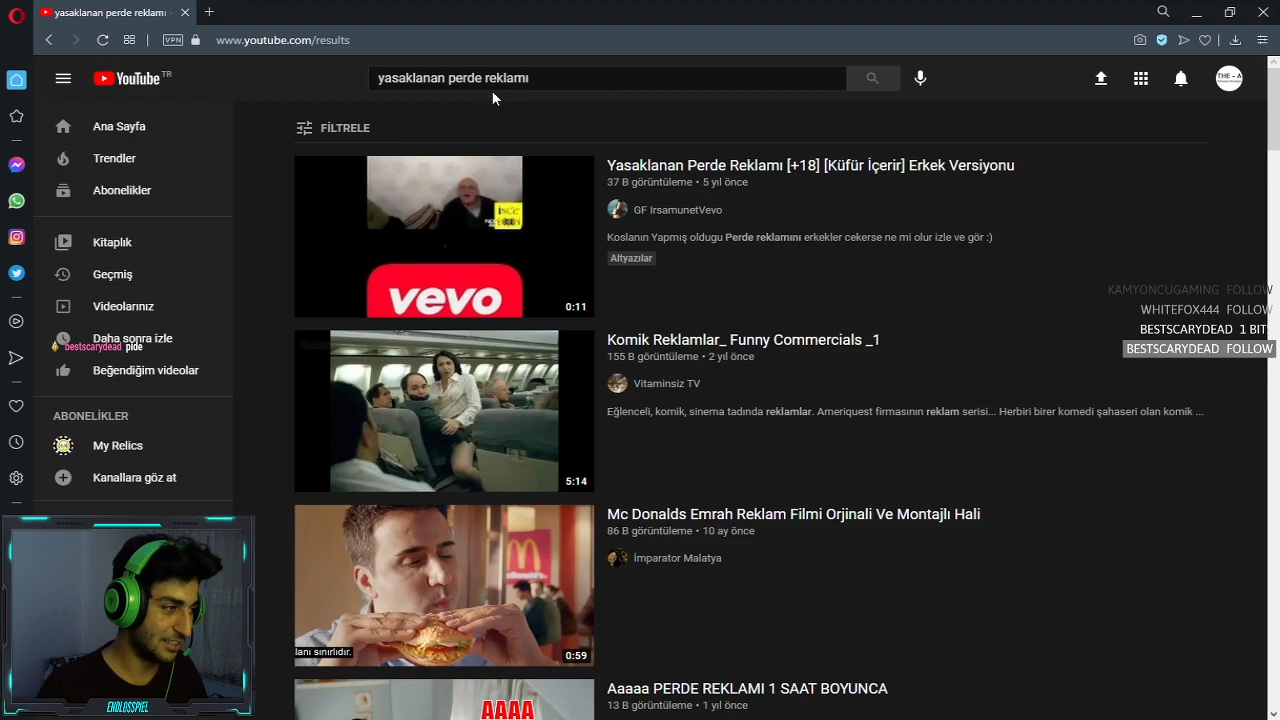 yasaklanan perde reklamı -
www.youtube.com/results
VPN
YouTube TR
yasaklanan perde reklamı
THE - A
Ana Sayfa
Trendler
Abonelikler
Kitaplık
Geçmiş
Videolarınız
Daha sonra izle
bestscarydead pide
Beğendiğim videolar
ABONELİKLER
My Relics
Kanallara göz at
ENDLOSSPIEL
FİLTRELE
İNCE
vevo
0:11
Yasaklanan Perde Reklamı [+18] [Küfür İçerir] Erkek Versiyonu
37 B görüntüleme • 5 yıl önce
GF IrsamunetVevo
Koslanın Yapmış oldugu Perde reklamını erkekler cekerse ne mi olur izle ve gör :)
Altyazılar
5:14
Komik Reklamlar_ Funny Commercials _1
155 B görüntüleme • 2 yıl önce
Vitaminsiz TV
Eğlenceli, komik, sinema tadında reklamlar. Ameriquest firmasının reklam serisi... Herbiri birer komedi şahaseri olan komik ...
McDonald's
lanı sınırlıdır.
0:59
Mc Donalds Emrah Reklam Filmi Orjinali Ve Montajlı Hali
86 B görüntüleme • 10 ay önce
İmparator Malatya
AAAA
Aaaaa PERDE REKLAMI 1 SAAT BOYUNCA
13 B görüntüleme • 1 yıl önce
KAMYONCUGAMING FOLLOW
WHITEFOX444 FOLLOW
BESTSCARYDEAD 1 BIT
BESTSCARYDEAD FOLLOW